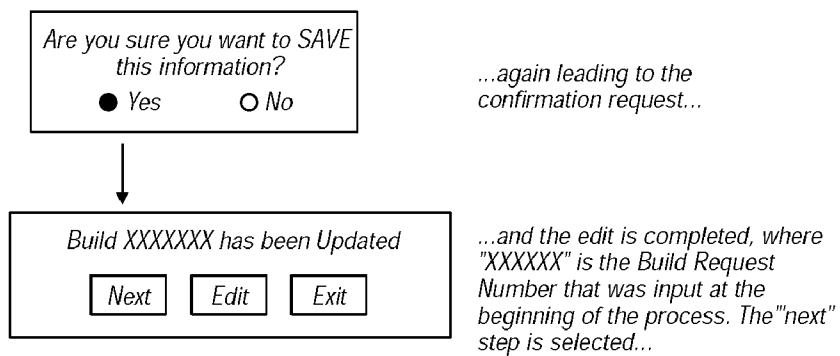 Are you sure you want to SAVE
this information?
Yes No
...again leading to the
confirmation request...
Build XXXXXXX has been Updated
Next Edit Exit
...and the edit is completed, where
"XXXXXX" is the Build Request
Number that was input at the
beginning of the process. The"'next"
step is selected...